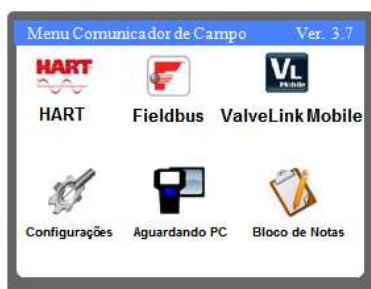 Menu Comunicador de Campo Ver. 3.7
HART
VL
Mobile
HART Fieldbus ValveLink Mobile
Configurações Aguardando PC Bloco de Notas